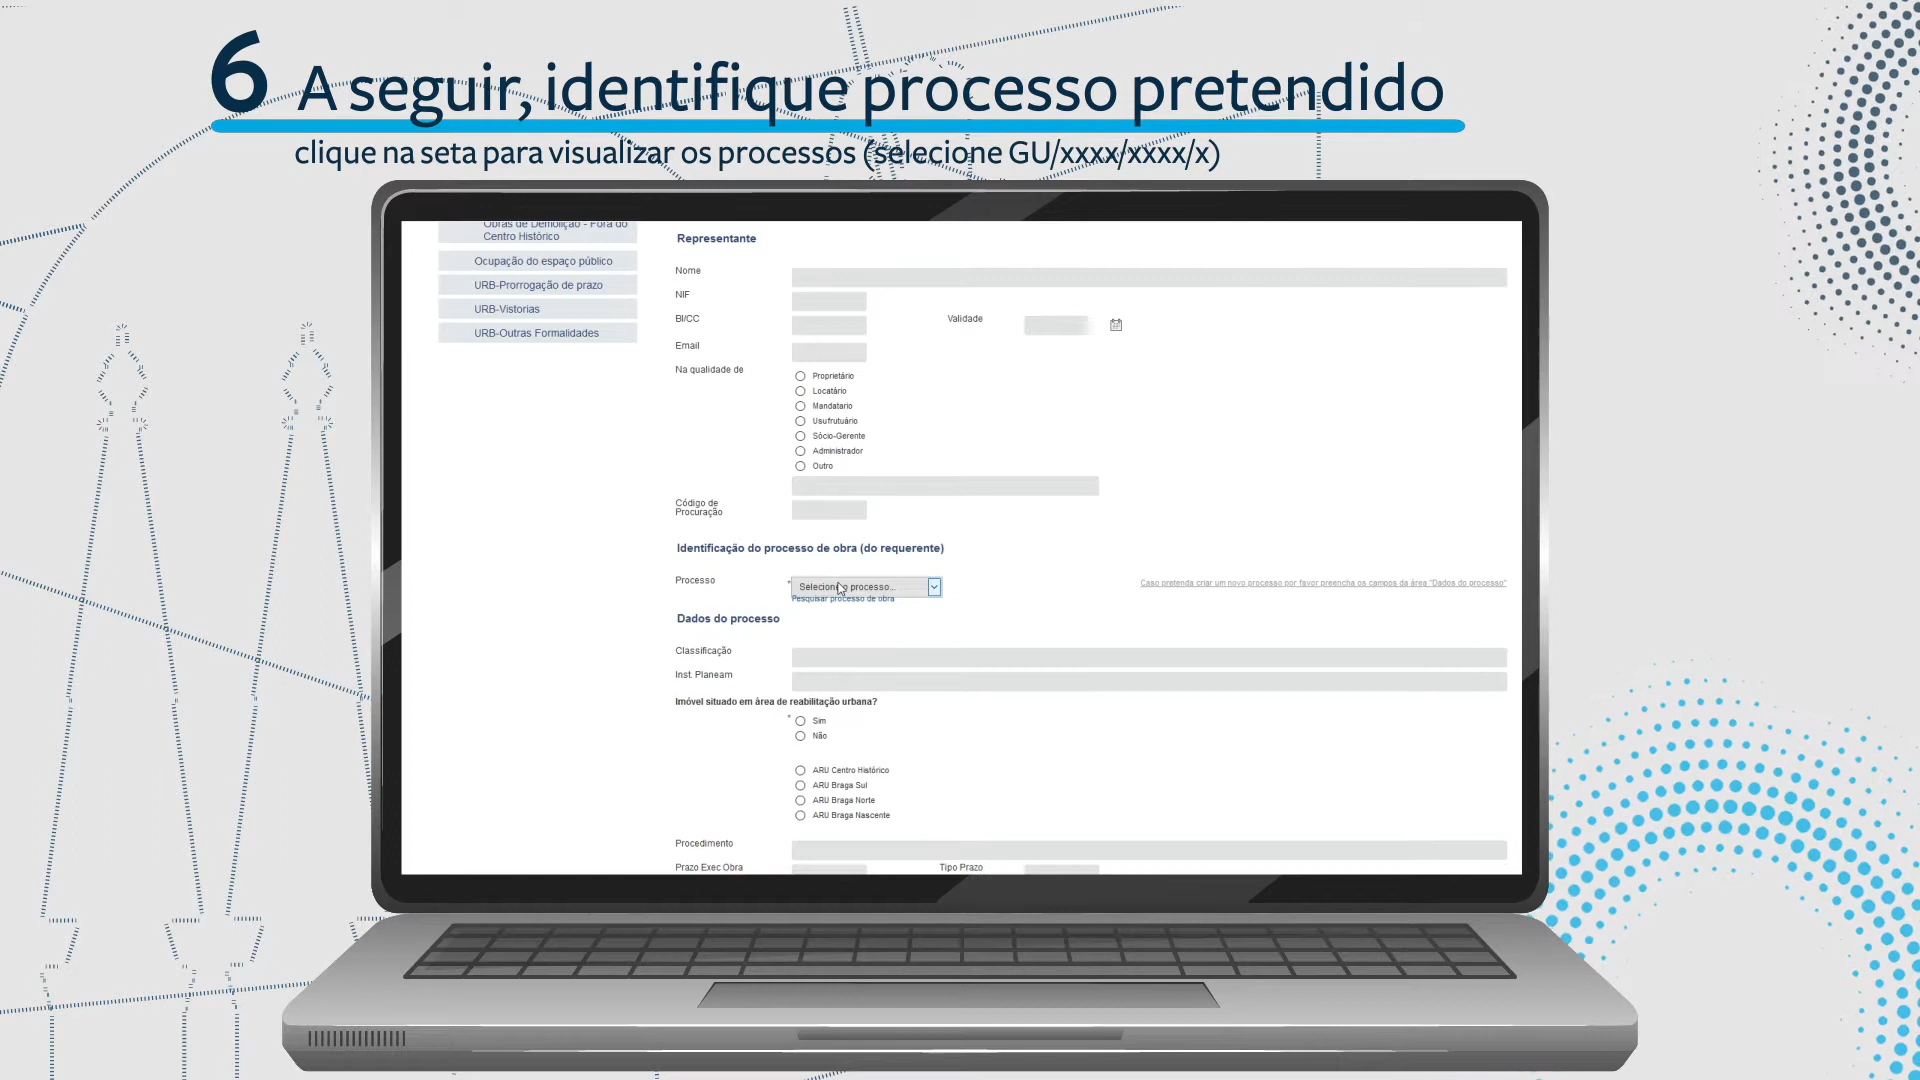 6 A seguir, identifique processo pretendido
clique na seta para visualizar os processos (selecione GU/xxxx/xxxx/x)
Obras de Demolição - Fora do
Centro Histórico
Ocupação do espaço público
URB-Prorrogação de prazo
URB-Vistorias
URB-Outras Formalidades
Representante
Nome
NIF
BI/CC
Validade
Email
Na qualidade de
Proprietário
Locatário
Mandatario
Usufrutuário
Sócio-Gerente
Administrador
Outro
Código de
Procuração
Identificação do processo de obra (do requerente)
Processo
* Selecione o processo...
Caso pretenda criar um novo processo por favor preencha os campos da área "Dados do processo"
Pesquisar processo de obra
Dados do processo
Classificação
Inst. Planeam
Imóvel situado em área de reabilitação urbana?
* Sim
Não
ARU Centro Histórico
ARU Braga Sul
ARU Braga Norte
ARU Braga Nascente
Procedimento
Prazo Exec.Obra
Tipo Prazo